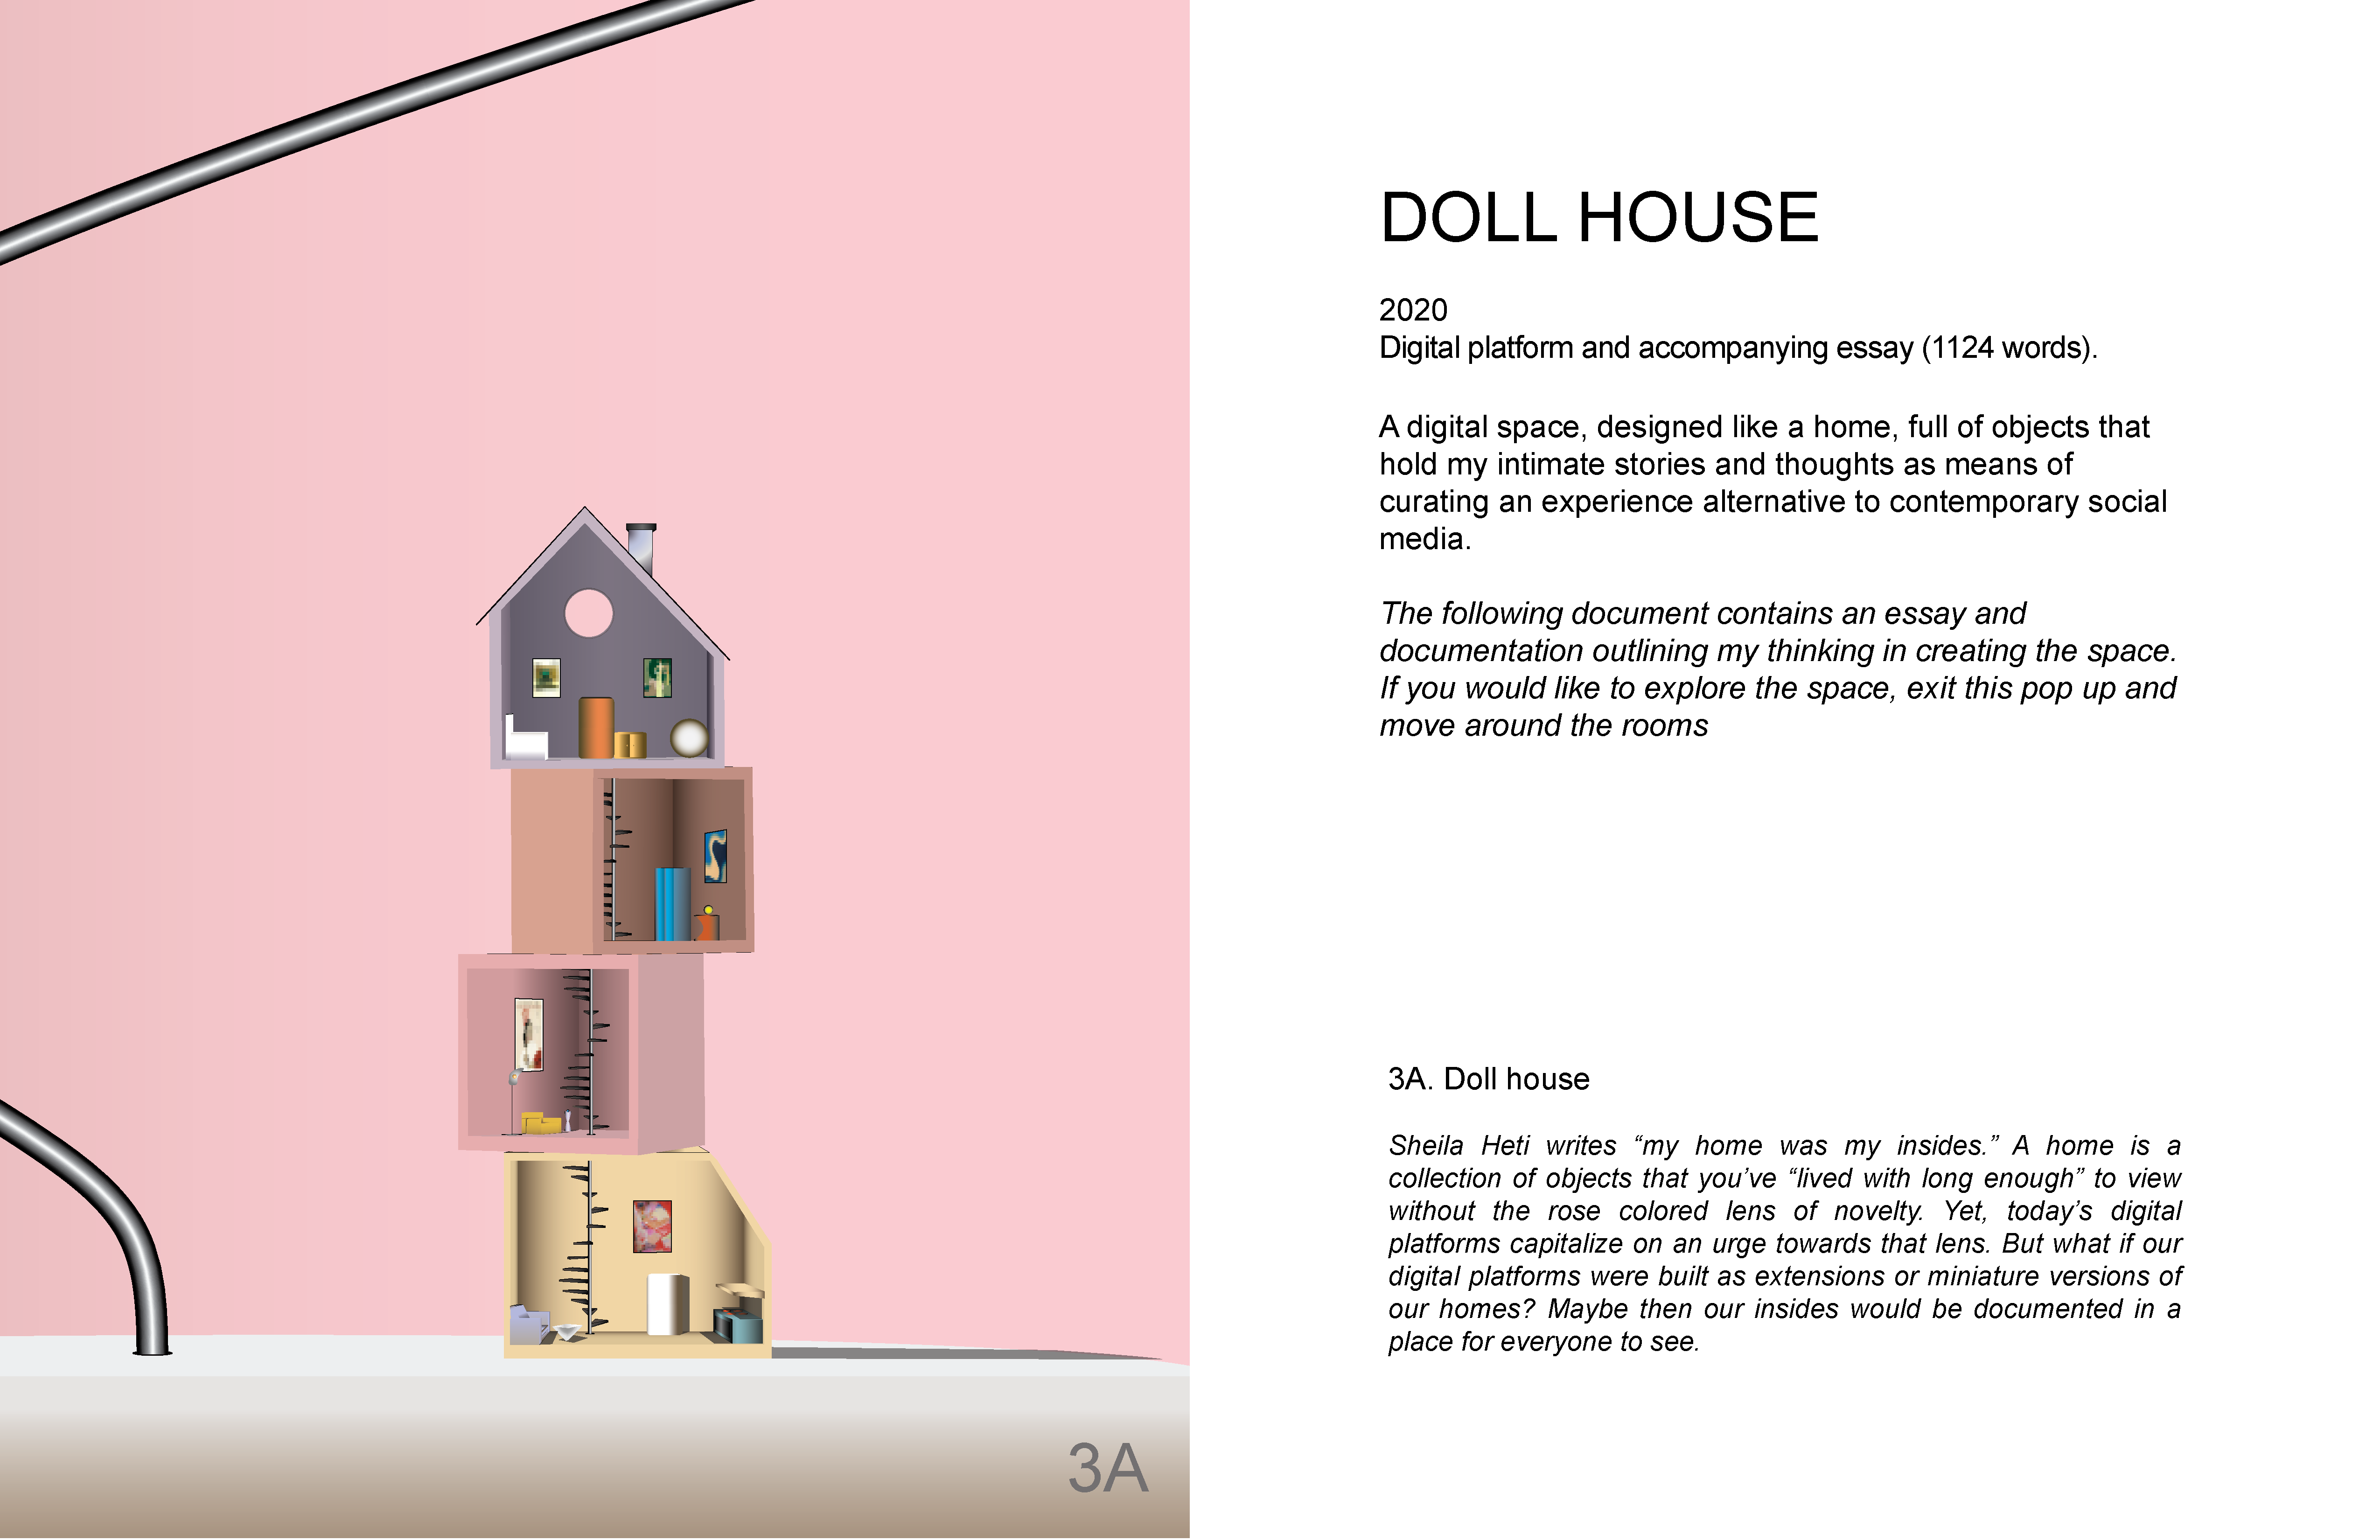 DOLL HOUSE
2020
Digital platform and accompanying essay (1124 words).
A digital space, designed like a home, full of objects that
hold my intimate stories and thoughts as means of
curating an experience alternative to contemporary social
media.
The following document contains an essay and
documentation outlining my thinking in creating the space.
If you would like to explore the space, exit this pop up and
move around the rooms
3A. Doll house
Sheila Heti writes “my home was my insides.” A home is a
collection of objects that you’ve “lived with long enough” to view
without the rose colored lens of novelty. Yet, today’s digital
platforms capitalize on an urge towards that lens. But what if our
digital platforms were built as extensions or miniature versions of
our homes? Maybe then our insides would be documented in a
place for everyone to see.
3A